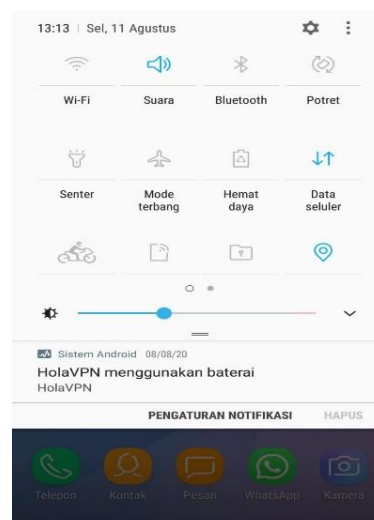 13:13 | Sel, 11 Agustus
Wi-Fi Suara Bluetooth Potret
Senter Mode terbang Hemat daya Data seluler
Sistem Android 08/08/20
HolaVPN menggunakan baterai
HolaVPN
PENGATURAN NOTIFIKASI HAPUS
Telepon Kontak Pesan WhatsApp Kamera